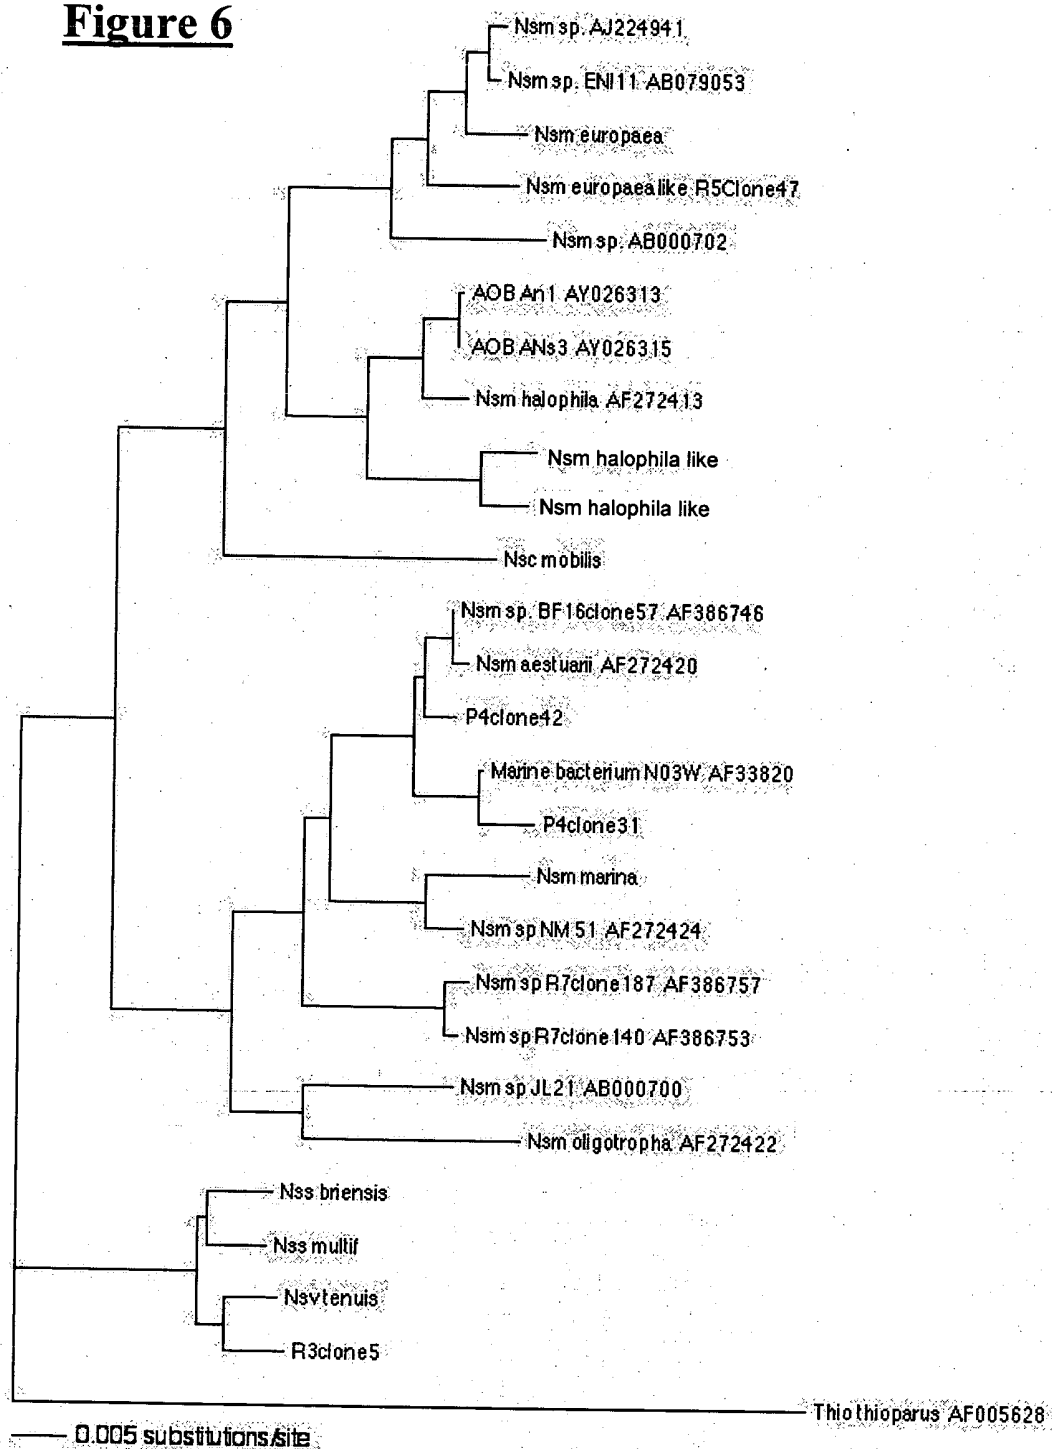 Figure 6
Nsm sp. AJ224941
Nsm sp. ENI11 AB079053
Nsm europaea
Nsm europaealike R5Clone47
Nsm sp. AB000702
AOB An1 AY026313
AOB ANs3 AY026315
Nsm halophila AF272413
Nsm halophila like
Nsm halophila like
Nsc mobilis
Nsm sp. BF16clone57 AF386746
Nsm aestuarii AF272420
P4clone42
Marine bacterium N03W AF33820
P4clone31
Nsm marina
Nsm sp NM 51 AF272424
Nsm sp R7clone187 AF386757
Nsm sp R7clone140 AF386753
Nsm sp JL21 AB000700
Nsm oligotropha AF272422
Nss briensis
Nss multif
Nsv tenuis
R3clone5
Thio thioparus AF005628
0.005 substitutions/site